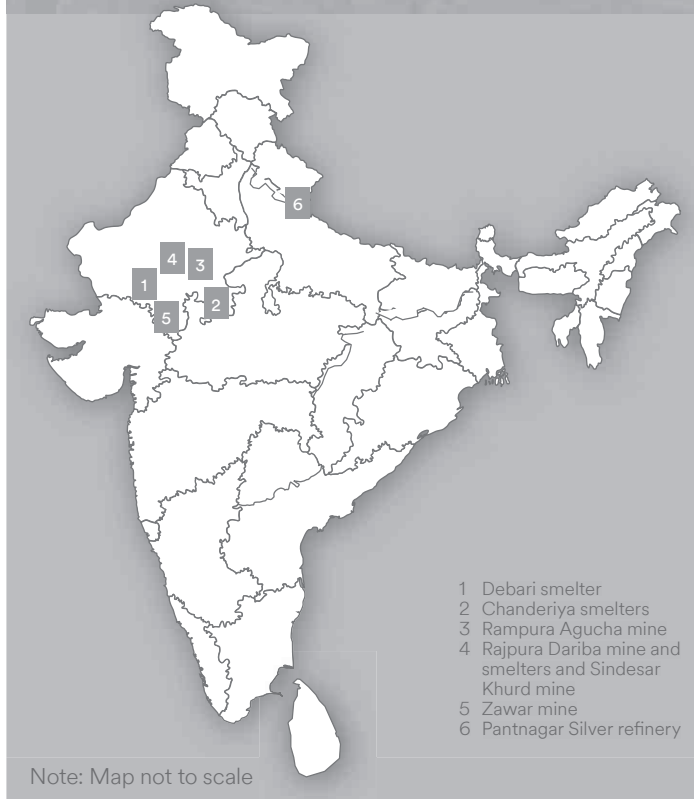 6
4
3
1
2
5
1 Debari smelter
2 Chanderiya smelters
3 Rampura Agucha mine
4 Rajpura Dariba mine and
smelters and Sindesar
Khurd mine
5 Zawar mine
6 Pantnagar Silver refinery
Note: Map not to scale